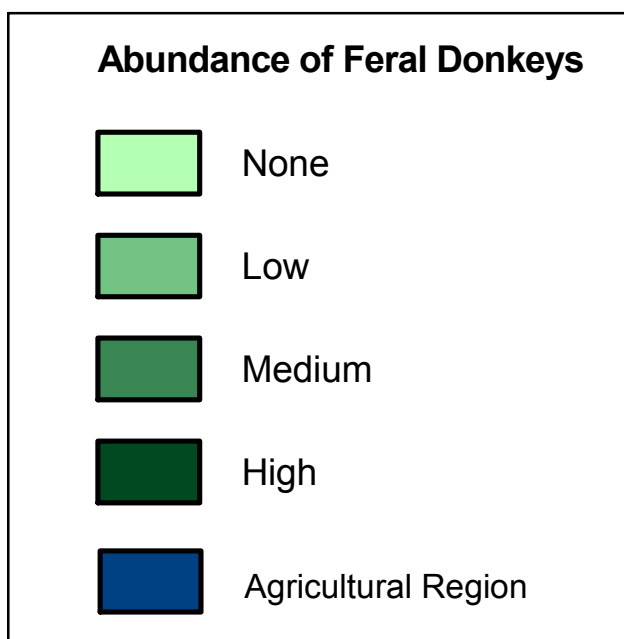 Abundance of Feral Donkeys
None
Low
Medium
High
Agricultural Region